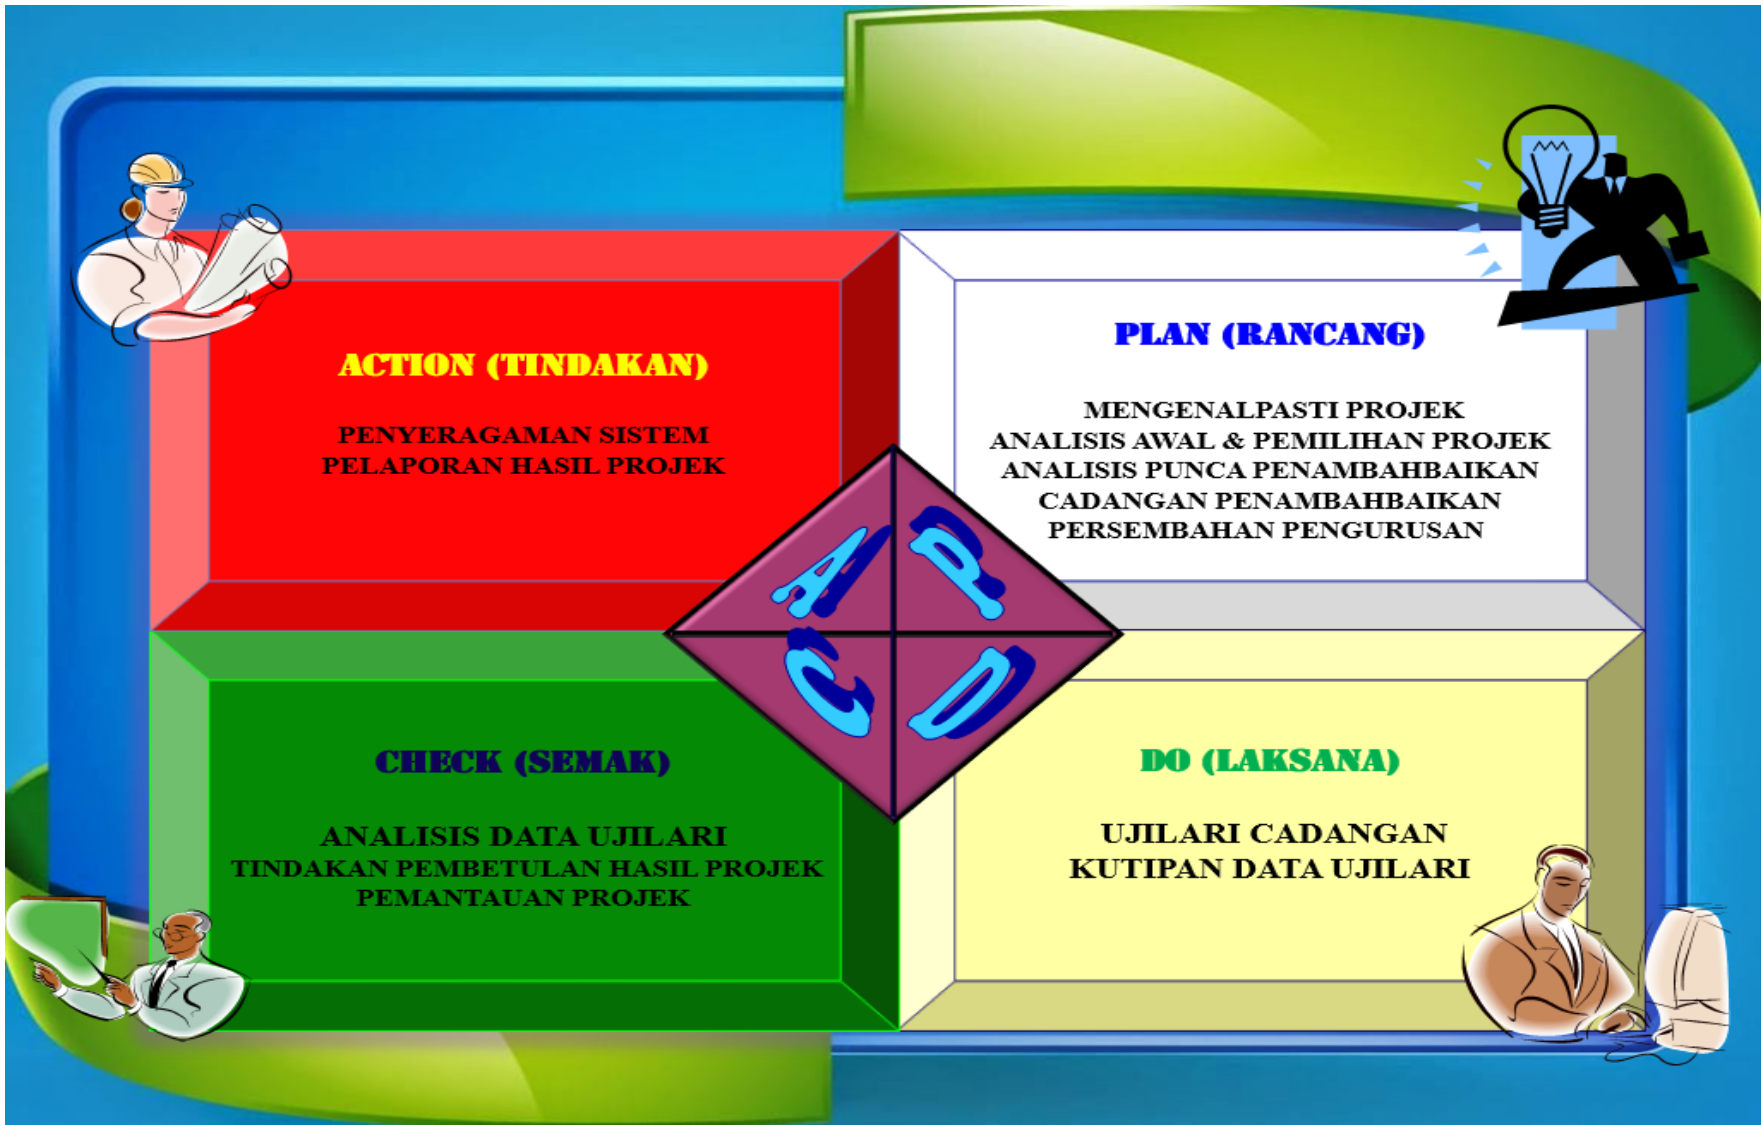 ACTION (TINDAKAN)
PENYERAGAMAN SISTEM
PELAPORAN HASIL PROJEK
PLAN (RANCANG)
MENGENALPASTI PROJEK
ANALISIS AWAL & PEMILIHAN PROJEK
ANALISIS PUNCA PENAMBAHBAIKAN
CADANGAN PENAMBAHBAIKAN
PERSEMBAHAN PENGURUSAN
A P
C D
CHECK (SEMAK)
ANALISIS DATA UJILARI
TINDAKAN PEMBETULAN HASIL PROJEK
PEMANTAUAN PROJEK
DO (LAKSANA)
UJILARI CADANGAN
KUTIPAN DATA UJILARI